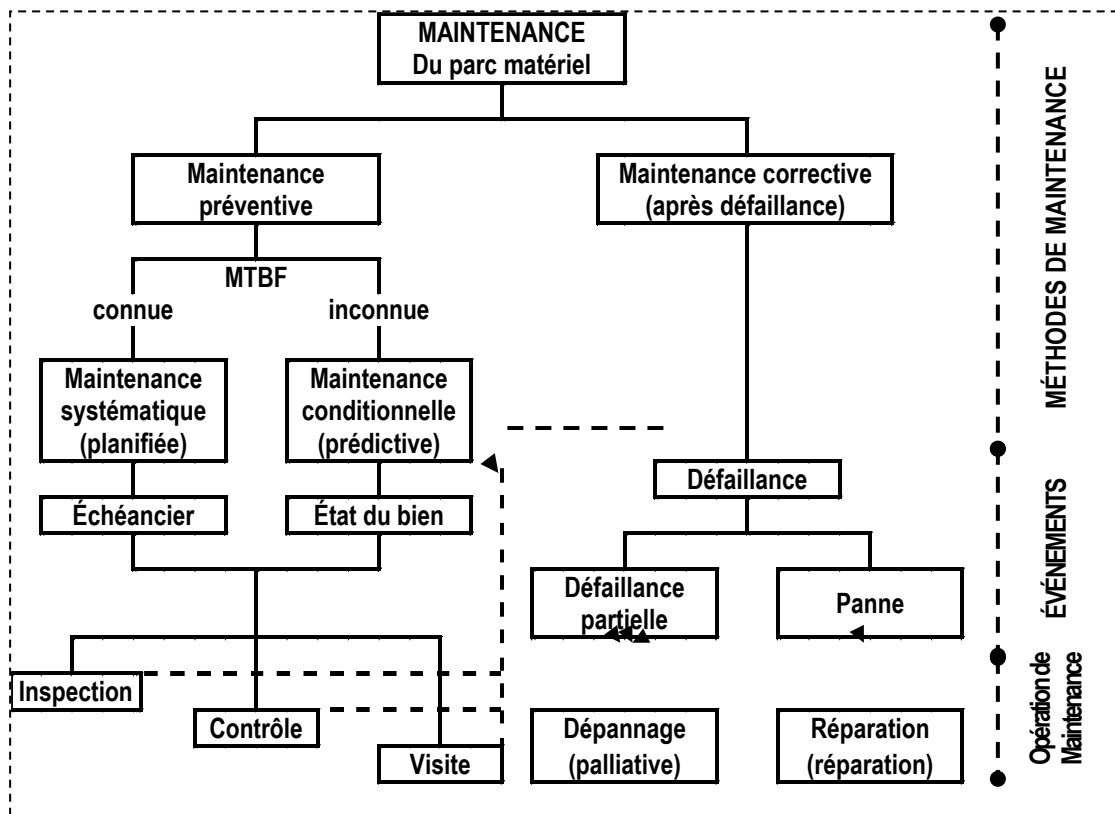 MAINTENANCE
Du parc matériel
Maintenance
préventive
Maintenance corrective
(après défaillance)
MTBF
connue
inconnue
Maintenance
systématique
(planifiée)
Maintenance
conditionnelle
(prédictive)
Défaillance
Échéancier
État du bien
Défaillance
partielle
Panne
Inspection
Contrôle
Visite
Dépannage
(palliative)
Réparation
(réparation)
MÉTHODES DE MAINTENANCE
ÉVÉNEMENTS
Opération de
Maintenance